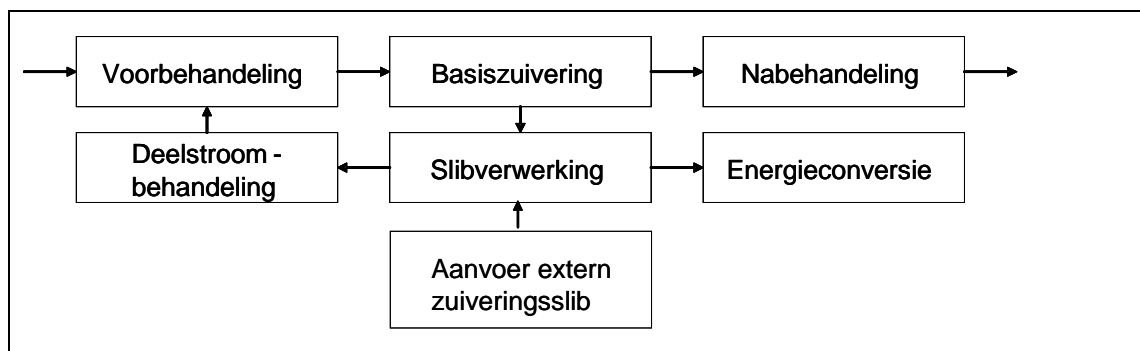 Voorbehandeling
Basiszuivering
Nabehandeling
Deelstroom -
behandeling
Slibverwerking
Energieconversie
Aanvoer extern
zuiveringsslib